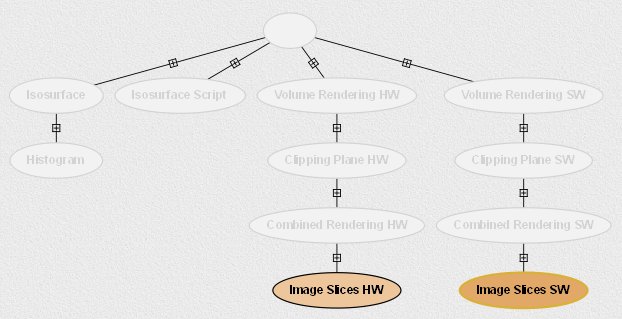 Isosurface
Isosurface Script
Volume Rendering HW
Volume Rendering SW
Histogram
Clipping Plane HW
Clipping Plane SW
Combined Rendering HW
Combined Rendering SW
Image Slices HW
Image Slices SW